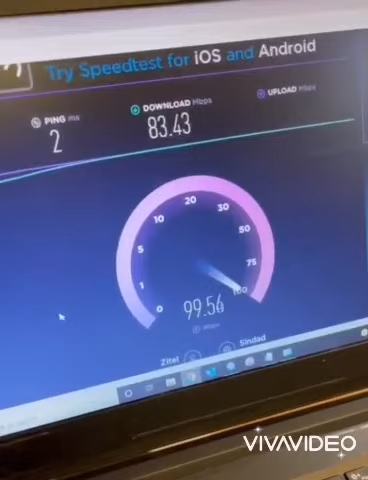 Try Speedtest for iOS and Android
PING ms
2
DOWNLOAD Mbps
83.43
UPLOAD Mbps
0
1
5
10
20
30
50
75
100
99.56
Mbps
Zitel
Sindad
VIVAVIDEO